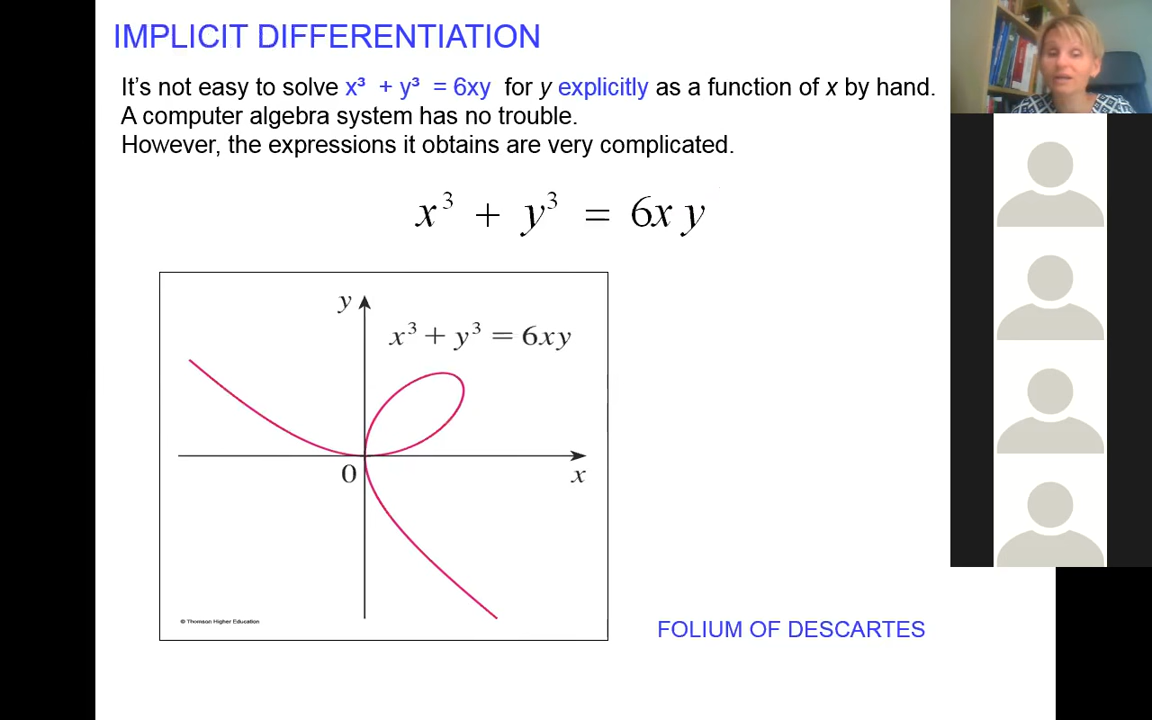 IMPLICIT DIFFERENTIATION
It's not easy to solve x³ + y³ = 6xy for y explicitly as a function of x by hand.
A computer algebra system has no trouble.
However, the expressions it obtains are very complicated.
x³ + y³ = 6x y
y
x³ + y³ = 6xy
0
x
© Thomson Higher Education
FOLIUM OF DESCARTES